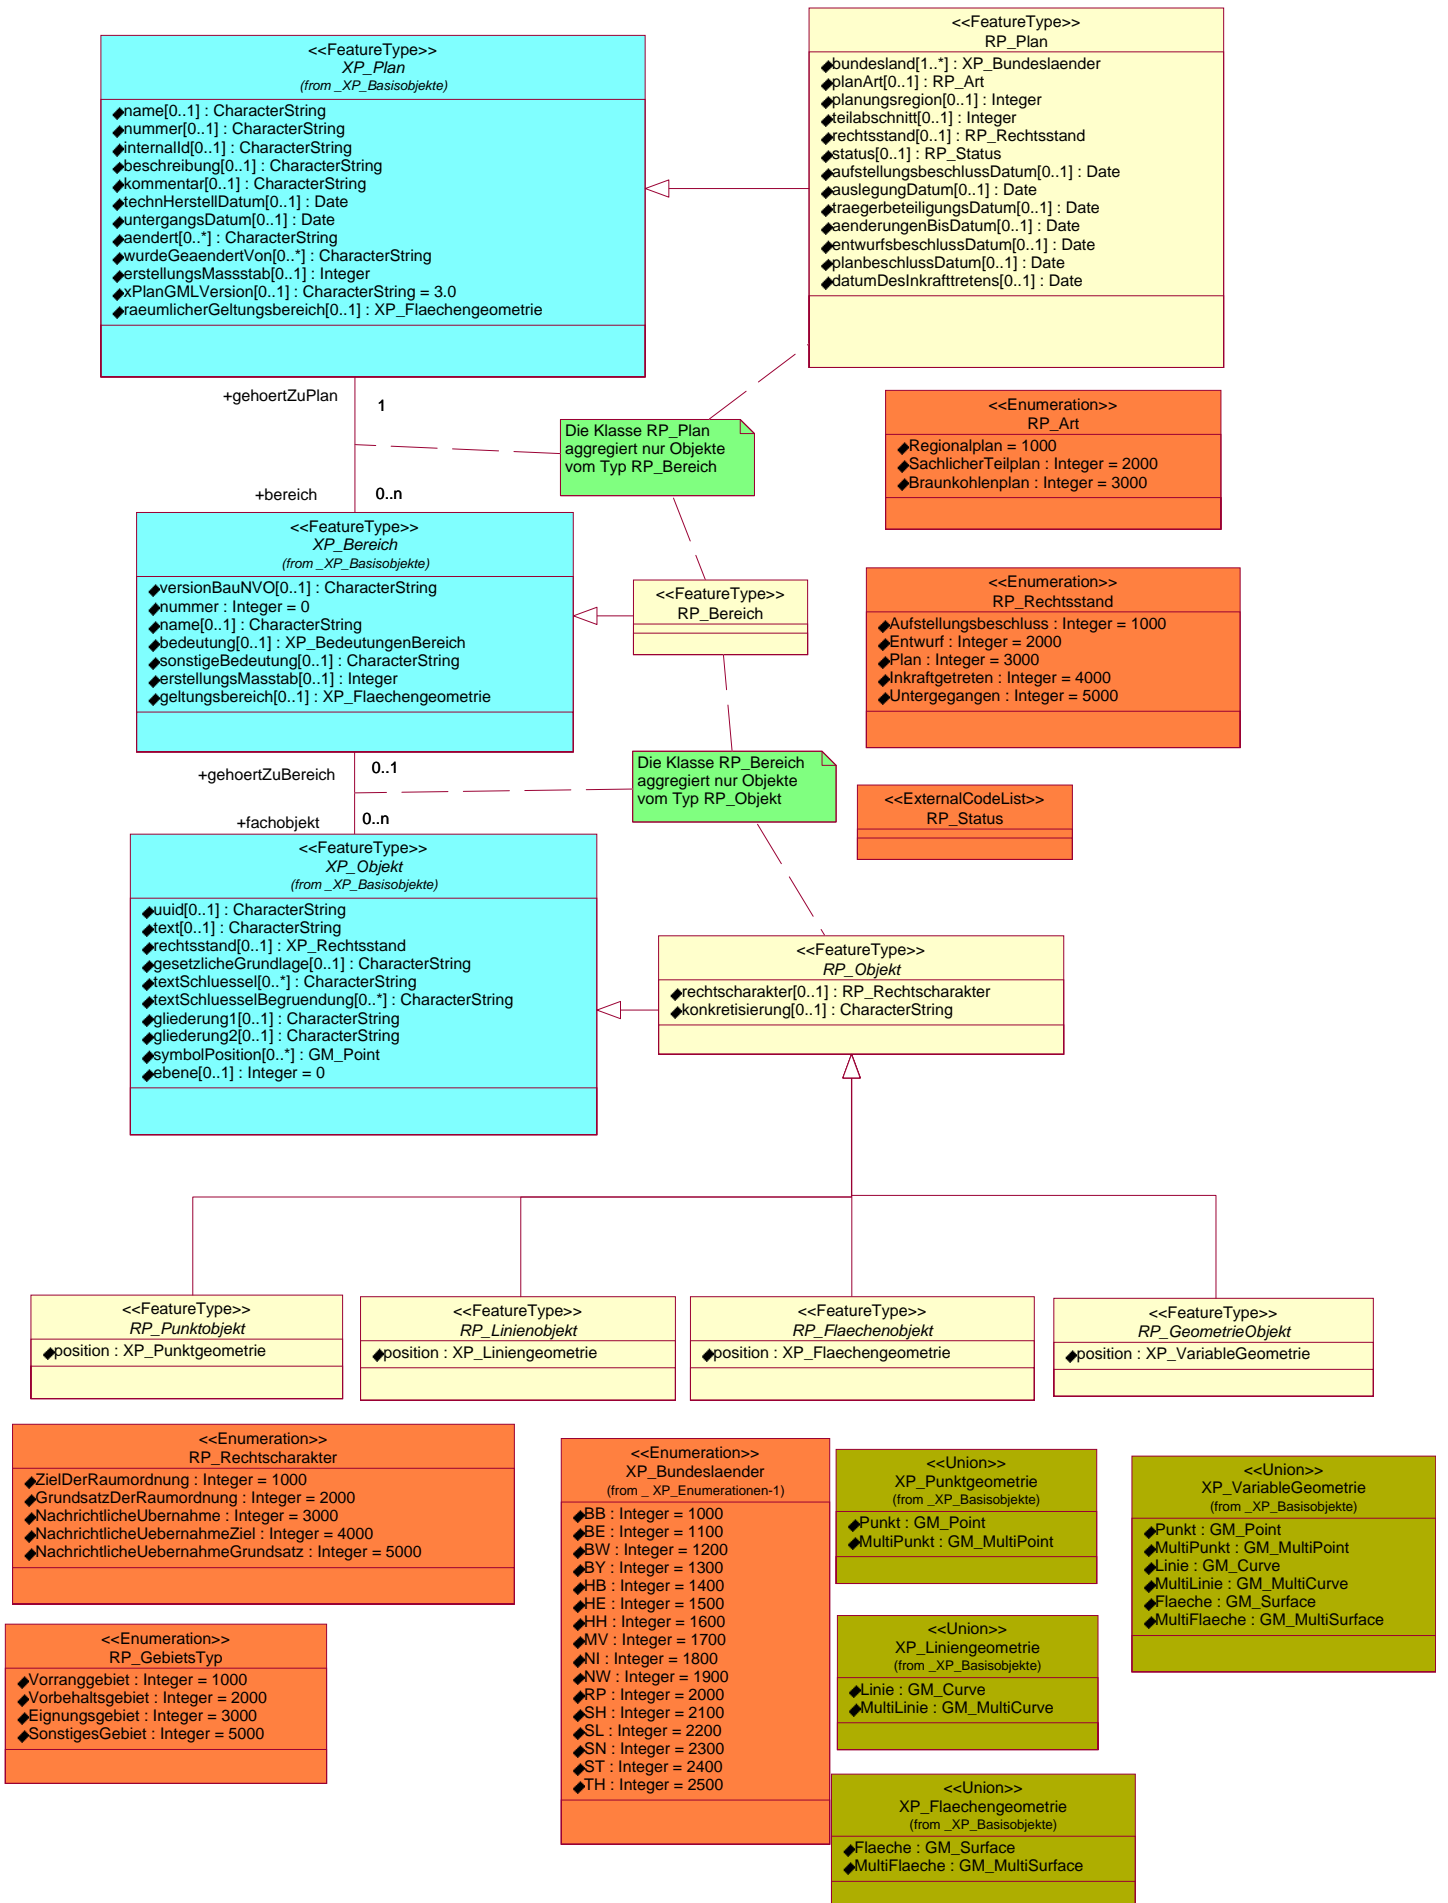 <<FeatureType>>
XP_Plan
(from _XP_Basisobjekte)
name[0..1] : CharacterString
nummer[0..1] : CharacterString
internalId[0..1] : CharacterString
beschreibung[0..1] : CharacterString
kommentar[0..1] : CharacterString
technHerstellDatum[0..1] : Date
untergangsDatum[0..1] : Date
aendert[0..*] : CharacterString
wurdeGeaendertVon[0..*] : CharacterString
erstellungsMassstab[0..1] : Integer
xPlanGMLVersion[0..1] : CharacterString = 3.0
raeumlicherGeltungsbereich[0..1] : XP_Flaechengeometrie
<<FeatureType>>
RP_Plan
bundesland[1..*] : XP_Bundeslaender
planArt[0..1] : RP_Art
planungsregion[0..1] : Integer
teilabschnitt[0..1] : Integer
rechtsstand[0..1] : RP_Rechtsstand
status[0..1] : RP_Status
aufstellungsbeschlussDatum[0..1] : Date
auslegungDatum[0..1] : Date
traegerbeteiligungsDatum[0..1] : Date
aenderungenBisDatum[0..1] : Date
entwurfsbeschlussDatum[0..1] : Date
planbeschlussDatum[0..1] : Date
datumDesInkrafttretens[0..1] : Date
+gehoertZuPlan
1
Die Klasse RP_Plan
aggregiert nur Objekte
vom Typ RP_Bereich
<<Enumeration>>
RP_Art
Regionalplan = 1000
SachlicherTeilplan : Integer = 2000
Braunkohlenplan : Integer = 3000
+bereich
0..n
<<FeatureType>>
XP_Bereich
(from _XP_Basisobjekte)
versionBauNVO[0..1] : CharacterString
nummer : Integer = 0
name[0..1] : CharacterString
bedeutung[0..1] : XP_BedeutungenBereich
sonstigeBedeutung[0..1] : CharacterString
erstellungsMasstab[0..1] : Integer
geltungsbereich[0..1] : XP_Flaechengeometrie
<<FeatureType>>
RP_Bereich
<<Enumeration>>
RP_Rechtsstand
Aufstellungsbeschluss : Integer = 1000
Entwurf : Integer = 2000
Plan : Integer = 3000
Inkraftgetreten : Integer = 4000
Untergegangen : Integer = 5000
+gehoertZuBereich
0..1
Die Klasse RP_Bereich
aggregiert nur Objekte
vom Typ RP_Objekt
<<ExternalCodeList>>
RP_Status
+fachobjekt
0..n
<<FeatureType>>
XP_Objekt
(from _XP_Basisobjekte)
uuid[0..1] : CharacterString
text[0..1] : CharacterString
rechtsstand[0..1] : XP_Rechtsstand
gesetzlicheGrundlage[0..1] : CharacterString
textSchluessel[0..*] : CharacterString
textSchluesselBegruendung[0..*] : CharacterString
gliederung1[0..1] : CharacterString
gliederung2[0..1] : CharacterString
symbolPosition[0..*] : GM_Point
ebene[0..1] : Integer = 0
<<FeatureType>>
RP_Objekt
rechtscharakter[0..1] : RP_Rechtscharakter
konkretisierung[0..1] : CharacterString
<<FeatureType>>
RP_Punktobjekt
position : XP_Punktgeometrie
<<FeatureType>>
RP_Linienobjekt
position : XP_Liniengeometrie
<<FeatureType>>
RP_Flaechenobjekt
position : XP_Flaechengeometrie
<<FeatureType>>
RP_GeometrieObjekt
position : XP_VariableGeometrie
<<Enumeration>>
RP_Rechtscharakter
ZielDerRaumordnung : Integer = 1000
GrundsatzDerRaumordnung : Integer = 2000
NachrichtlicheUbernahme : Integer = 3000
NachrichtlicheUebernahmeZiel : Integer = 4000
NachrichtlicheUebernahmeGrundsatz : Integer = 5000
<<Enumeration>>
RP_GebietsTyp
Vorranggebiet : Integer = 1000
Vorbehaltsgebiet : Integer = 2000
Eignungsgebiet : Integer = 3000
SonstigesGebiet : Integer = 5000
<<Enumeration>>
XP_Bundeslaender
(from _ XP_Enumerationen-1)
BB : Integer = 1000
BE : Integer = 1100
BW : Integer = 1200
BY : Integer = 1300
HB : Integer = 1400
HE : Integer = 1500
HH : Integer = 1600
MV : Integer = 1700
NI : Integer = 1800
NW : Integer = 1900
RP : Integer = 2000
SH : Integer = 2100
SL : Integer = 2200
SN : Integer = 2300
ST : Integer = 2400
TH : Integer = 2500
<<Union>>
XP_Punktgeometrie
(from _XP_Basisobjekte)
Punkt : GM_Point
MultiPunkt : GM_MultiPoint
<<Union>>
XP_Liniengeometrie
(from _XP_Basisobjekte)
Linie : GM_Curve
MultiLinie : GM_MultiCurve
<<Union>>
XP_Flaechengeometrie
(from _XP_Basisobjekte)
Flaeche : GM_Surface
MultiFlaeche : GM_MultiSurface
<<Union>>
XP_VariableGeometrie
(from _XP_Basisobjekte)
Punkt : GM_Point
MultiPunkt : GM_MultiPoint
Linie : GM_Curve
MultiLinie : GM_MultiCurve
Flaeche : GM_Surface
MultiFlaeche : GM_MultiSurface